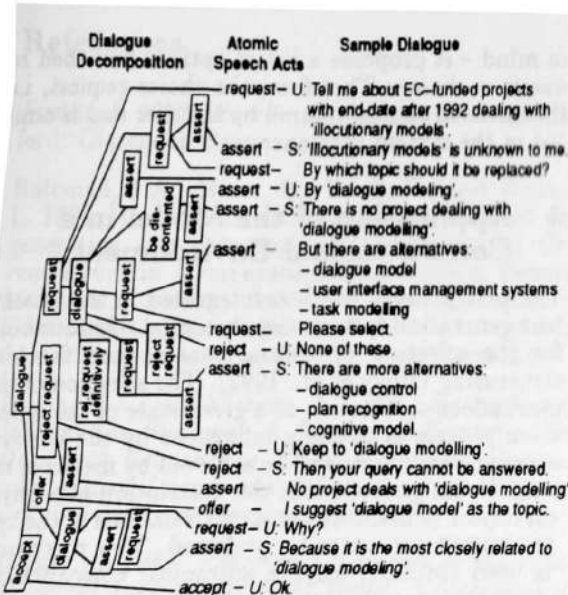 Dialogue Atomic Sample Dialogue
Decomposition Speech Acts
request – U: Tell me about EC–funded projects
with end-date after 1992 dealing with
'illocutionary models'.
assert – S: 'Illocutionary models' is unknown to me.
request– By which topic should it be replaced?
assert – U: By 'dialogue modeling'.
assert – S: There is no project dealing with
'dialogue modeling'.
assert – But there are alternatives:
– dialogue model
– user interface management systems
– task modelling
request– Please select.
reject – U: None of these.
assert – S: There are more alternatives:
– dialogue control
– plan recognition
– cognitive model.
reject – U: Keep to 'dialogue modelling'.
reject – S: Then your query cannot be answered.
assert – No project deals with 'dialogue modelling'
offer – I suggest 'dialogue model' as the topic.
request– U: Why?
assert – S: Because it is the most closely related to
'dialogue modeling'.
accept – U: Ok.
dialogue
request
reject request
offer
accept
assert
dialogue
assert
dialogue
request
assert
be dis-
contented
request
assert
assert
rej. request
definitively
request
reject
request
assert
assert
request